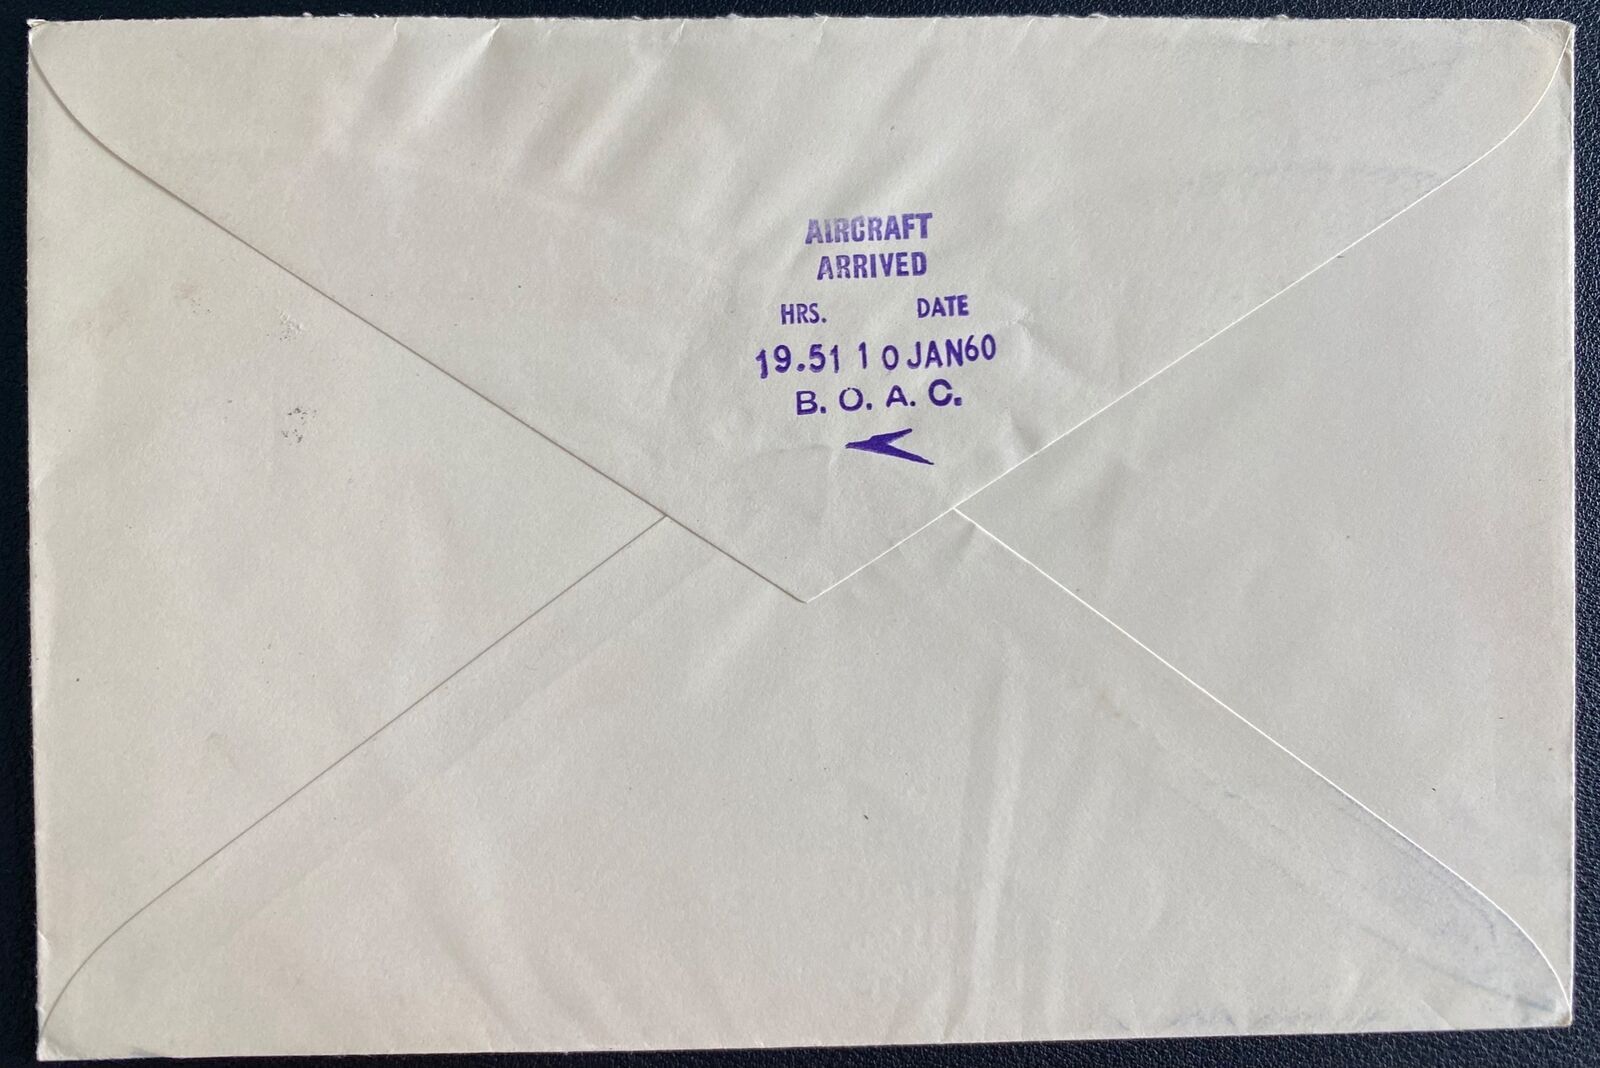 AIRCRAFT
ARRIVED
HRS. DATE
19.51 10 JAN60
B. O. A. C.